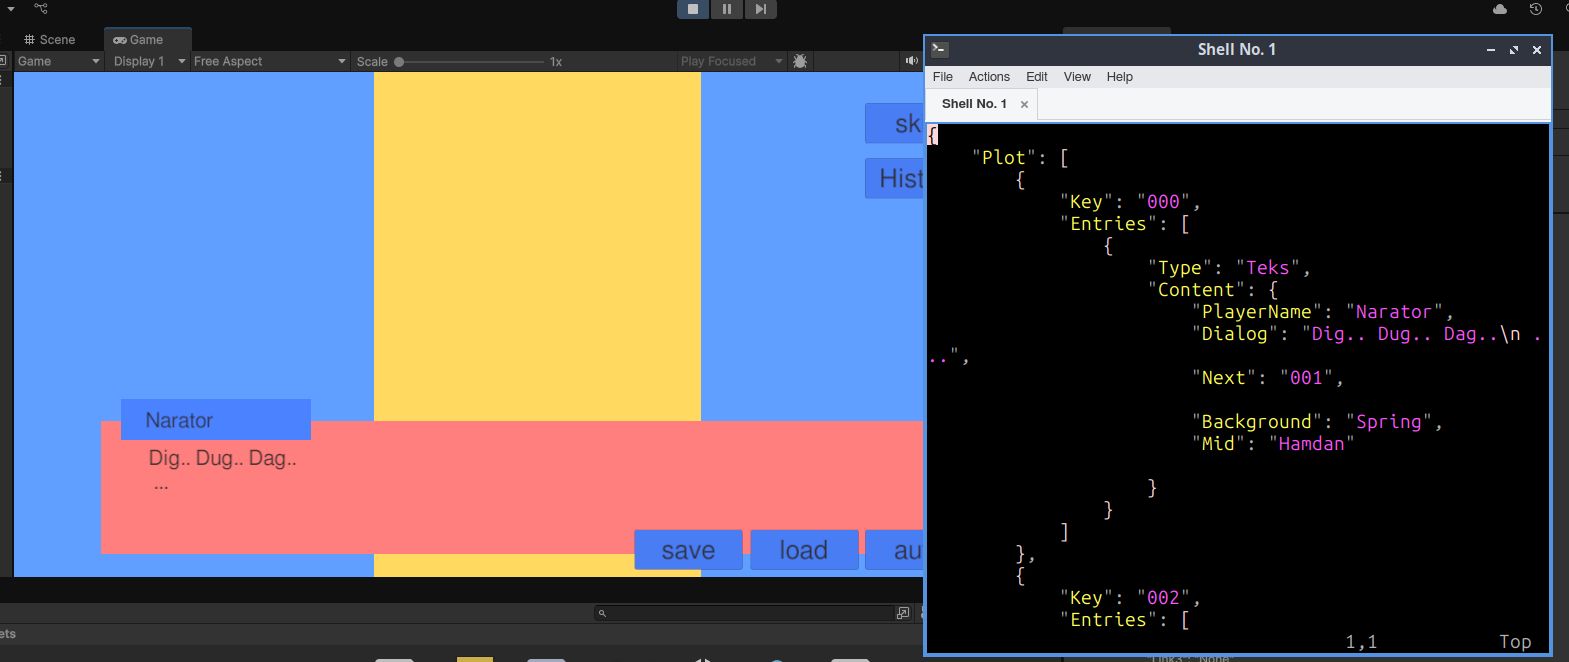 Scene
Game
Game
Display 1
Free Aspect
Scale
1x
Play Focused
sk
Hist
Narator
Dig.. Dug.. Dag..
...
save
load
au
ets
Shell No. 1
File Actions Edit View Help
Shell No. 1
{
"Plot": [
{
"Key": "000",
"Entries": [
{
"Type": "Teks",
"Content": {
"PlayerName": "Narator",
"Dialog": "Dig.. Dug.. Dag..\n .
..",
"Next": "001",
"Background": "Spring",
"Mid": "Hamdan"
}
}
]
},
{
"Key": "002",
"Entries": [
1,1 Top